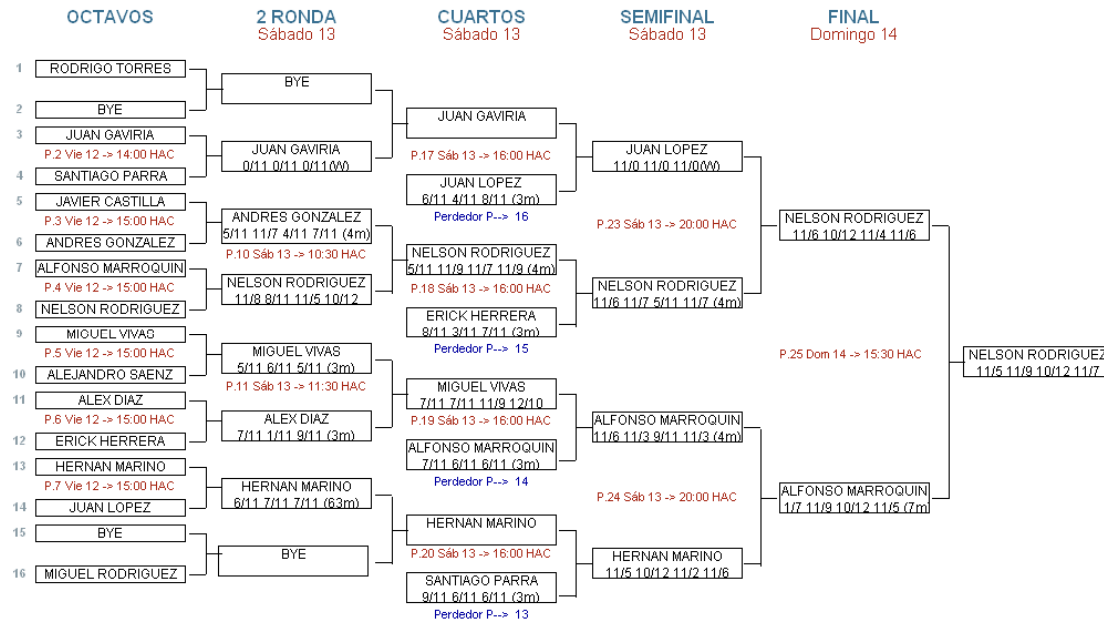 OCTAVOS
2 RONDA
CUARTOS
SEMIFINAL
FINAL
Sábado 13
Sábado 13
Sábado 13
Domingo 14
1 RODRIGO TORRES
2 BYE
3 JUAN GAVIRIA
P.2 Vie 12 -> 14:00 HAC
4 SANTIAGO PARRA
5 JAVIER CASTILLA
P.3 Vie 12 -> 15:00 HAC
6 ANDRES GONZALEZ
7 ALFONSO MARROQUIN
P.4 Vie 12 -> 15:00 HAC
8 NELSON RODRIGUEZ
9 MIGUEL VIVAS
P.5 Vie 12 -> 15:00 HAC
10 ALEJANDRO SAENZ
11 ALEX DIAZ
P.6 Vie 12 -> 15:00 HAC
12 ERICK HERRERA
13 HERNAN MARINO
P.7 Vie 12 -> 15:00 HAC
14 JUAN LOPEZ
15 BYE
16 MIGUEL RODRIGUEZ
BYE
JUAN GAVIRIA
0/11 0/11 0/11(W)
ANDRES GONZALEZ
5/11 11/7 4/11 7/11 (4m)
P.10 Sáb 13 -> 10:30 HAC
NELSON RODRIGUEZ
11/8 8/11 11/5 10/12
MIGUEL VIVAS
5/11 6/11 5/11 (3m)
P.11 Sáb 13 -> 11:30 HAC
ALEX DIAZ
7/11 1/11 9/11 (3m)
HERNAN MARINO
6/11 7/11 7/11 (63m)
BYE
JUAN GAVIRIA
P.17 Sáb 13 -> 16:00 HAC
JUAN LOPEZ
6/11 4/11 8/11 (3m)
Perdedor P--> 16
NELSON RODRIGUEZ
5/11 11/9 11/7 11/9 (4m)
P.18 Sáb 13 -> 16:00 HAC
ERICK HERRERA
8/11 3/11 7/11 (3m)
Perdedor P--> 15
MIGUEL VIVAS
7/11 7/11 11/9 12/10
P.19 Sáb 13 -> 16:00 HAC
ALFONSO MARROQUIN
7/11 6/11 6/11 (3m)
Perdedor P--> 14
HERNAN MARINO
P.20 Sáb 13 -> 16:00 HAC
SANTIAGO PARRA
9/11 6/11 6/11 (3m)
Perdedor P--> 13
JUAN LOPEZ
11/0 11/0 11/0(W)
P.23 Sáb 13 -> 20:00 HAC
NELSON RODRIGUEZ
11/6 11/7 5/11 11/7 (4m)
ALFONSO MARROQUIN
11/6 11/3 9/11 11/3 (4m)
P.24 Sáb 13 -> 20:00 HAC
HERNAN MARINO
11/5 10/12 11/2 11/6
NELSON RODRIGUEZ
11/6 10/12 11/4 11/6
P.25 Dom 14 -> 15:30 HAC
ALFONSO MARROQUIN
1/7 11/9 10/12 11/5 (7m
NELSON RODRIGUEZ
11/5 11/9 10/12 11/7